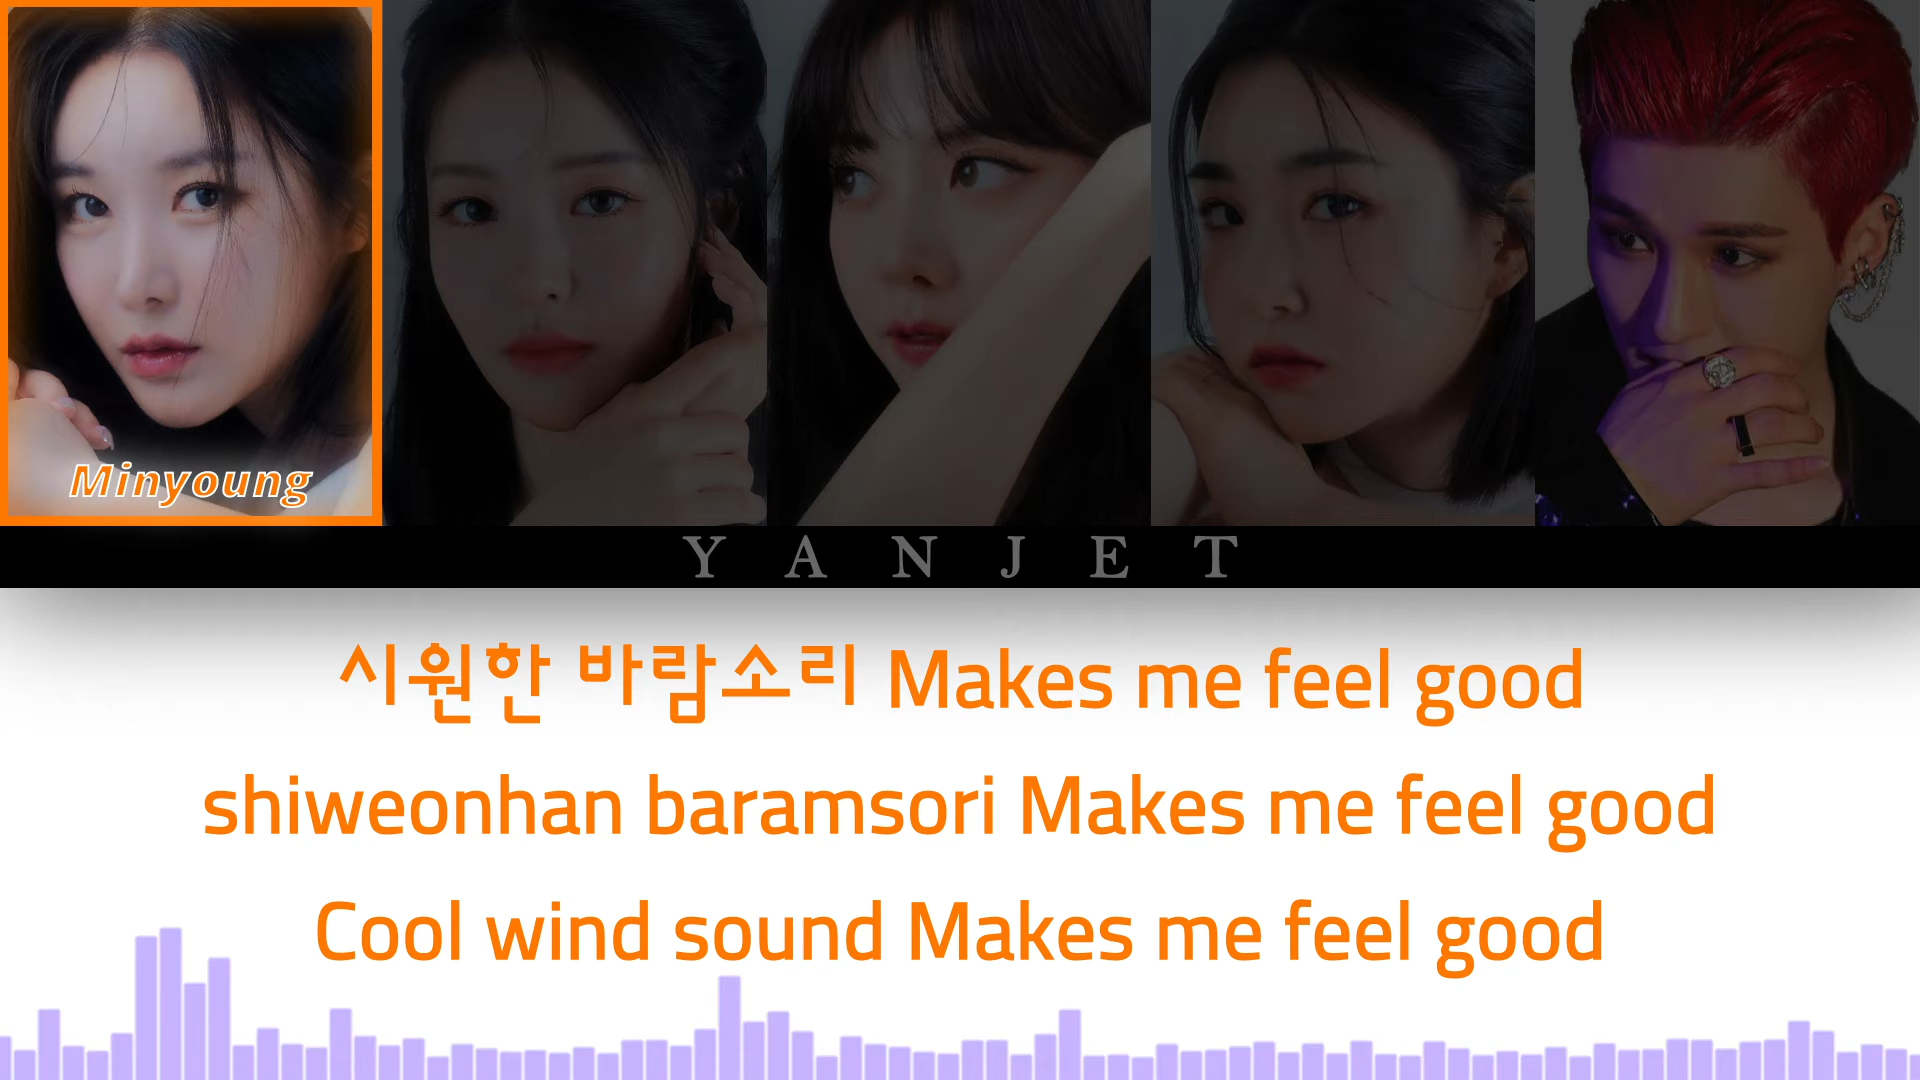 Minyoung
YANJET
시원한 바람소리 Makes me feel good
shiweonhan baramsori Makes me feel good
Cool wind sound Makes me feel good